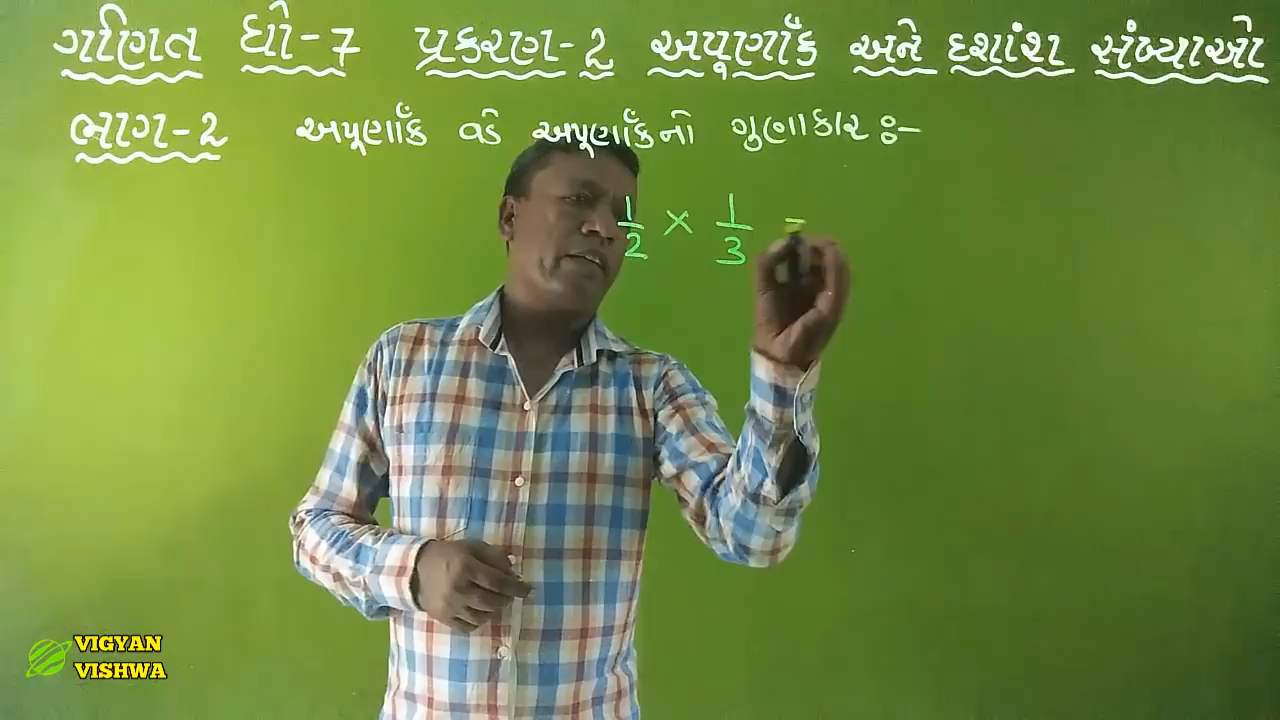 ગણિત ધો-7 પ્રકરણ-2 અપૂર્ણાંક અને દશાંશ સંખ્યાઓ
ભાગ-2 અપૂર્ણાંક વડે અપૂર્ણાંકનો ગુણાકાર :-
1/2 × 1/3 =
VIGYAN
VISHWA